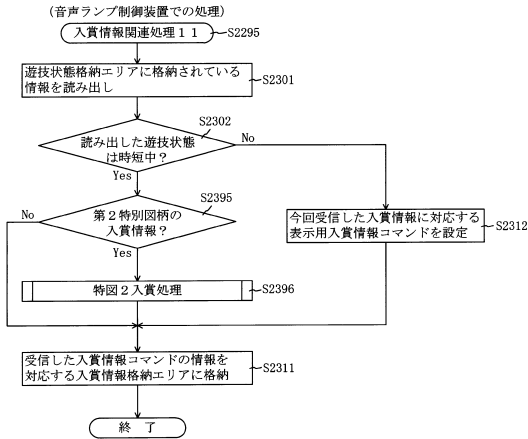 (音声ランプ制御装置での処理)
入賞情報関連処理11
S2295
遊技状態格納エリアに格納されている
情報を読み出し
S2301
S2302
読み出した遊技状態
は時短中?
No
Yes
S2395
No
第2特別図柄の
入賞情報?
Yes
今回受信した入賞情報に対応する
表示用入賞情報コマンドを設定
S2312
特図2入賞処理
S2396
受信した入賞情報コマンドの情報を
対応する入賞情報格納エリアに格納
S2311
終 了